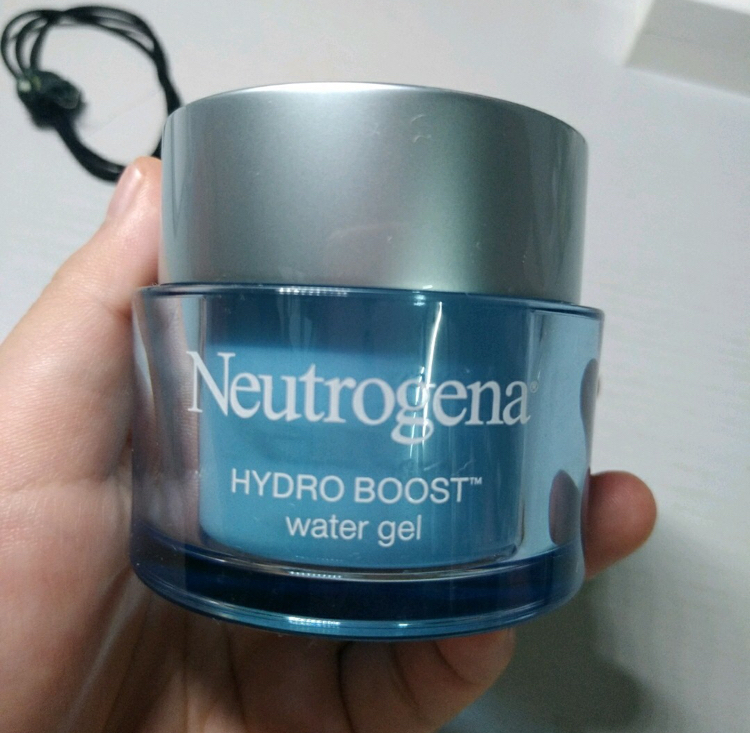 Neutrogena®
HYDRO BOOST™
water gel